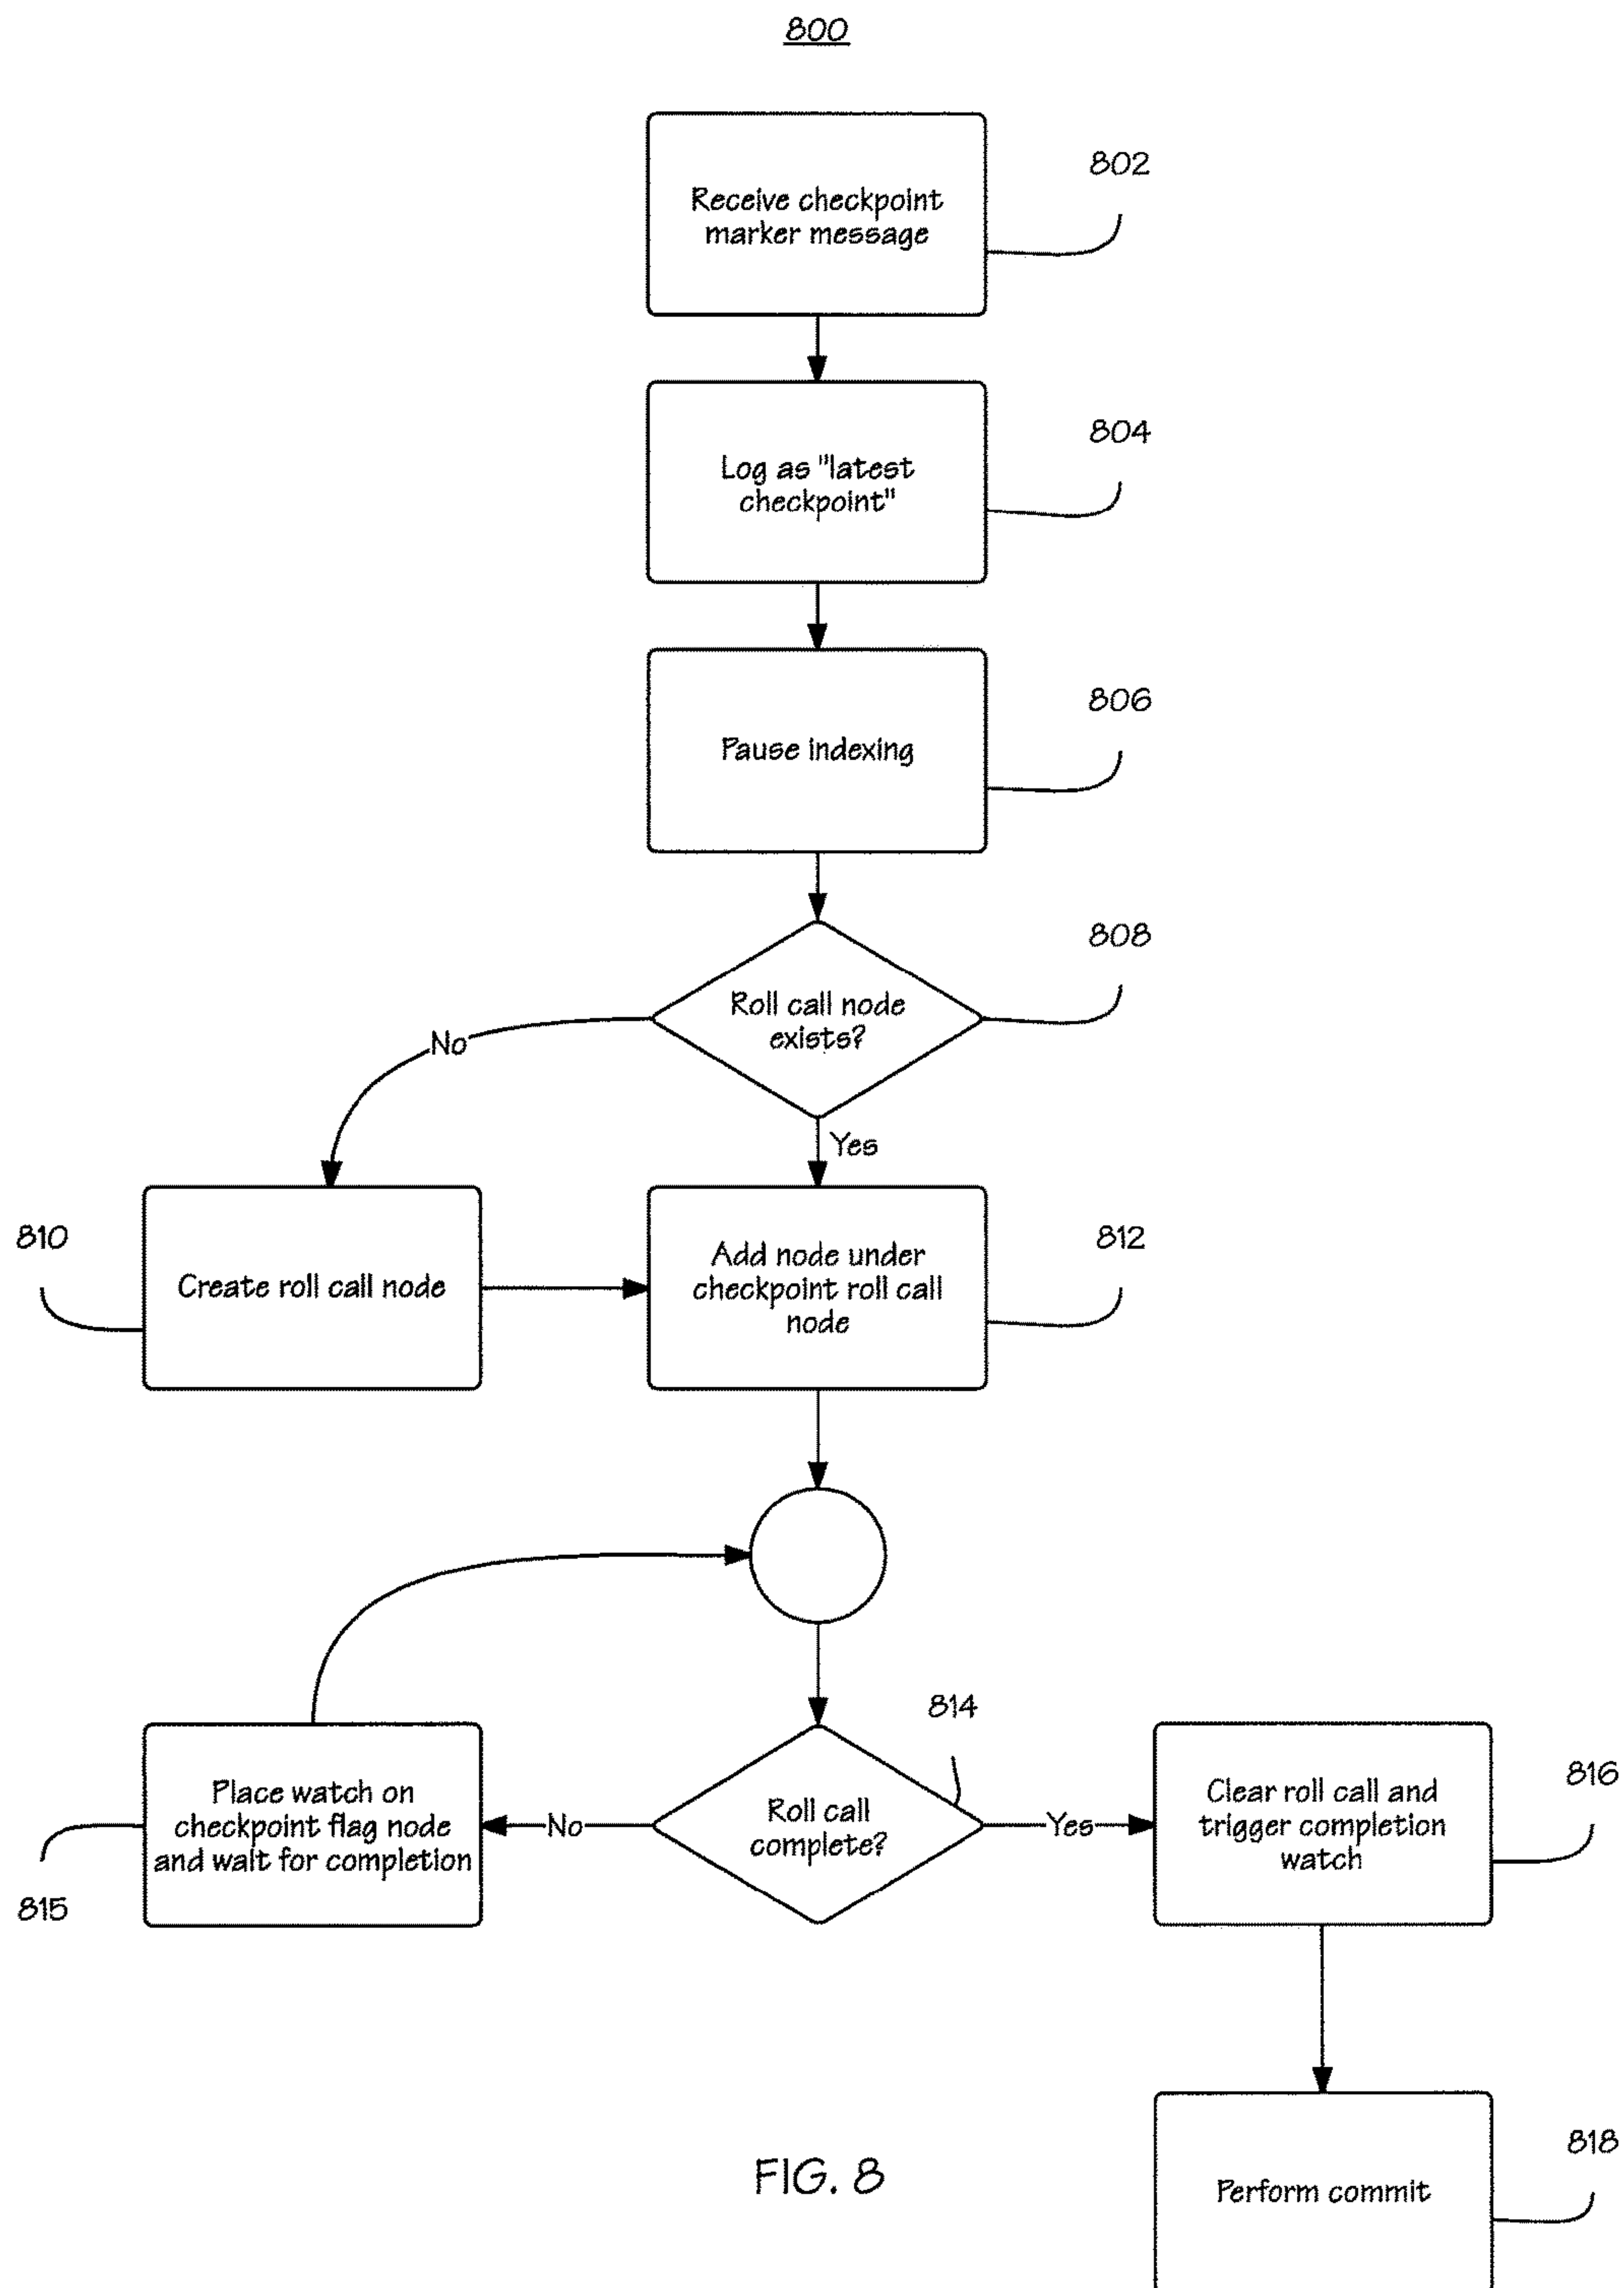 800
Receive checkpoint
marker message
802
Log as "latest
checkpoint"
804
Pause indexing
806
Roll call node
exists?
808
No
Yes
810
Create roll call node
Add node under
checkpoint roll call
node
812
814
Place watch on
checkpoint flag node
and wait for completion
815
No
Roll call
complete?
Yes
Clear roll call and
trigger completion
watch
816
Perform commit
818
FIG. 8